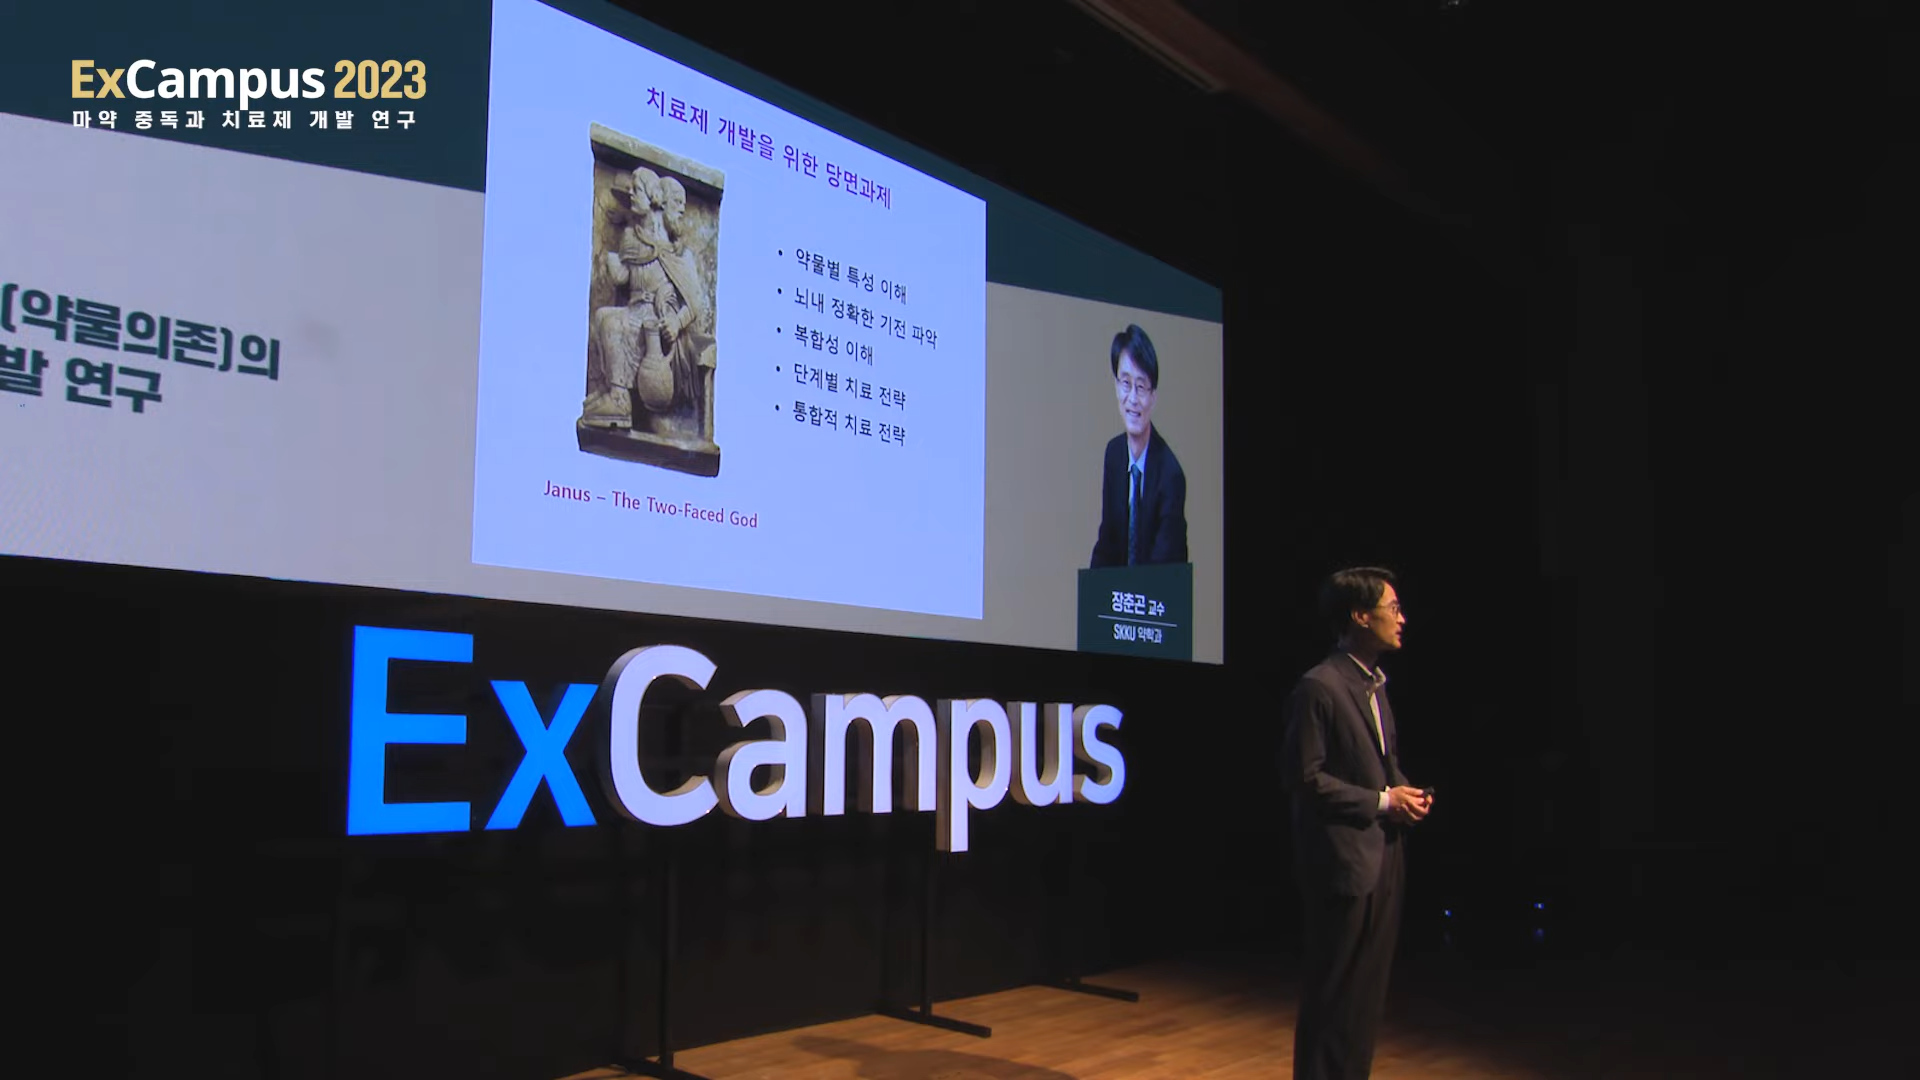 ExCampus 2023
마약 중독과 치료제 개발 연구
(약물의존)의
발 연구
치료제 개발을 위한 당면과제
• 약물별 특성 이해
• 뇌내 정확한 기전 파악
• 복합성 이해
• 단계별 치료 전략
• 통합적 치료 전략
Janus – The Two-Faced God
장춘곤 교수
SKKU 약학과
ExCampus